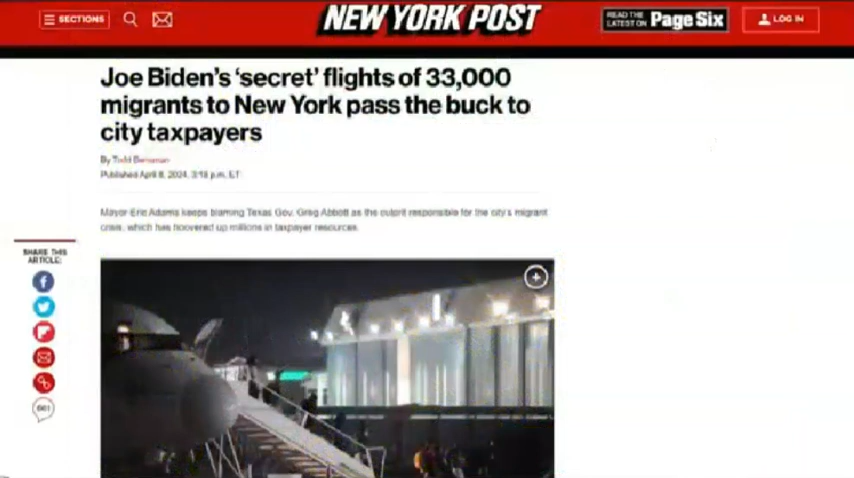 SECTIONS
NEW YORK POST
READ THE
LATEST ON
Page Six
LOG IN
Joe Biden's 'secret' flights of 33,000
migrants to New York pass the buck to
city taxpayers
By Todd Bensman
Published April 8, 2024, 3:18 p.m. ET
Mayor Eric Adams keeps blaming Texas Gov. Greg Abbott as the culprit responsible for the city's migrant
crisis, which has hoovered up millions in taxpayer resources.
SHARE THIS
ARTICLE: